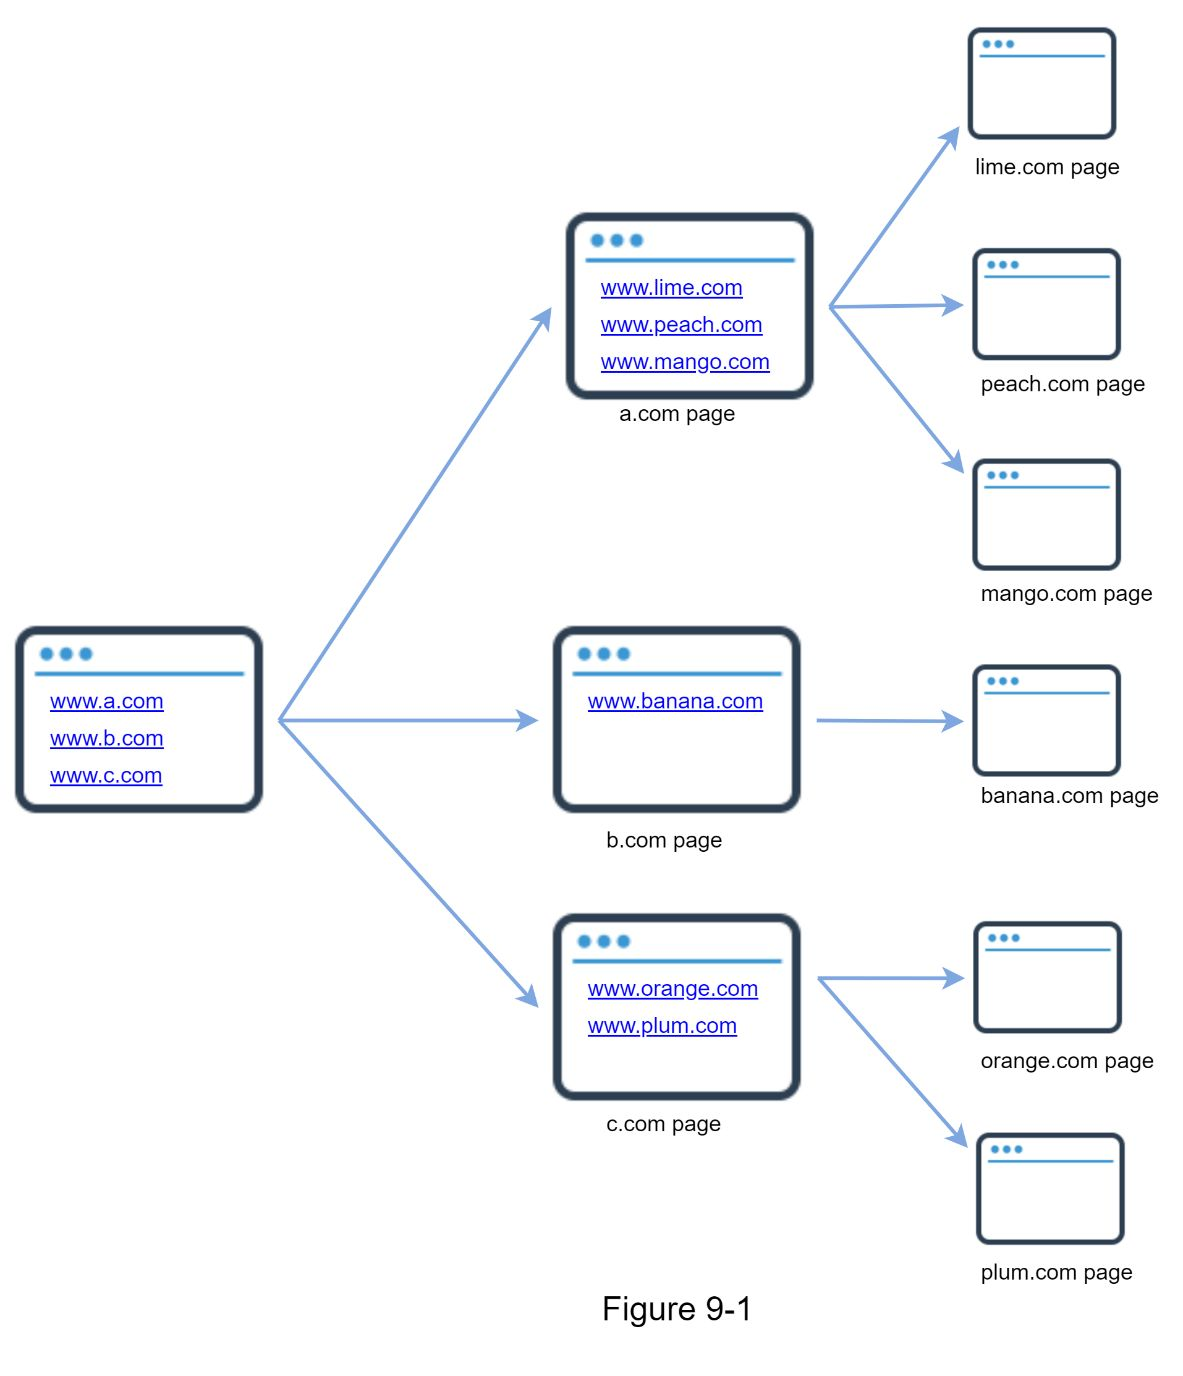 www.a.com
www.b.com
www.c.com
www.lime.com
www.peach.com
www.mango.com
a.com page
www.banana.com
b.com page
www.orange.com
www.plum.com
c.com page
lime.com page
peach.com page
mango.com page
banana.com page
orange.com page
plum.com page
Figure 9-1